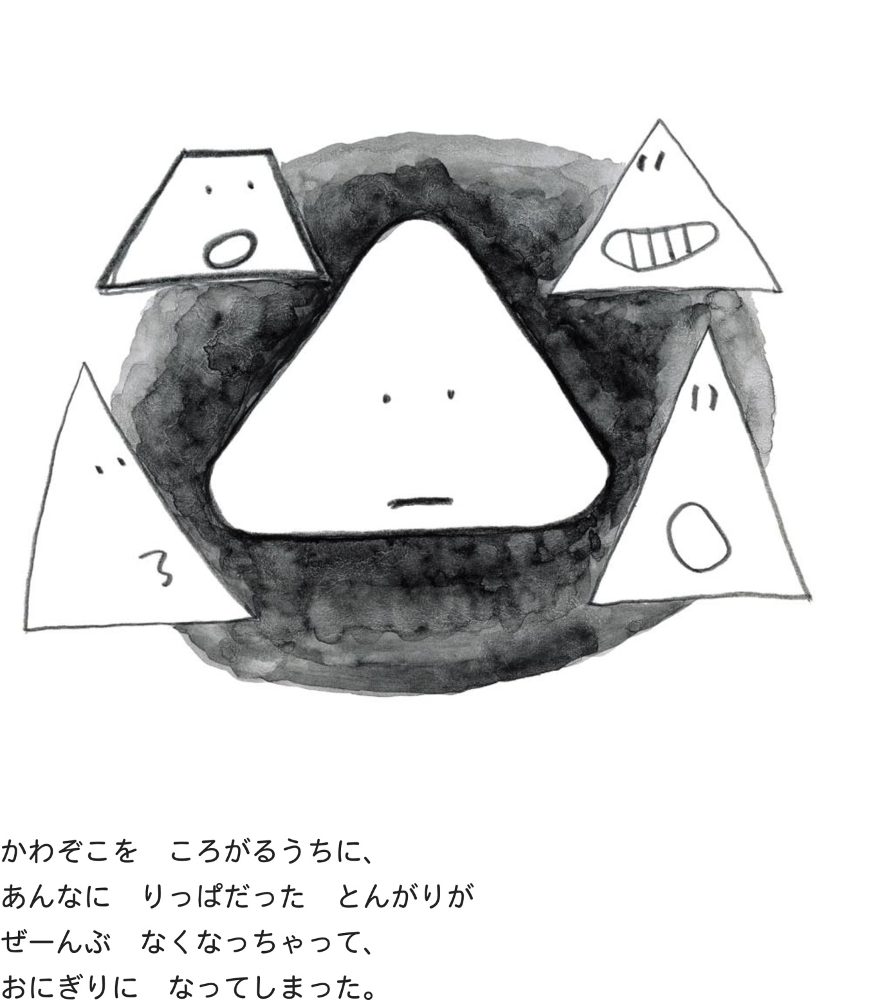 かわぞこを　ころがるうちに、
あんなに　りっぱだった　とんがりが
ぜーんぶ　なくなっちゃって、
おにぎりに　なってしまった。